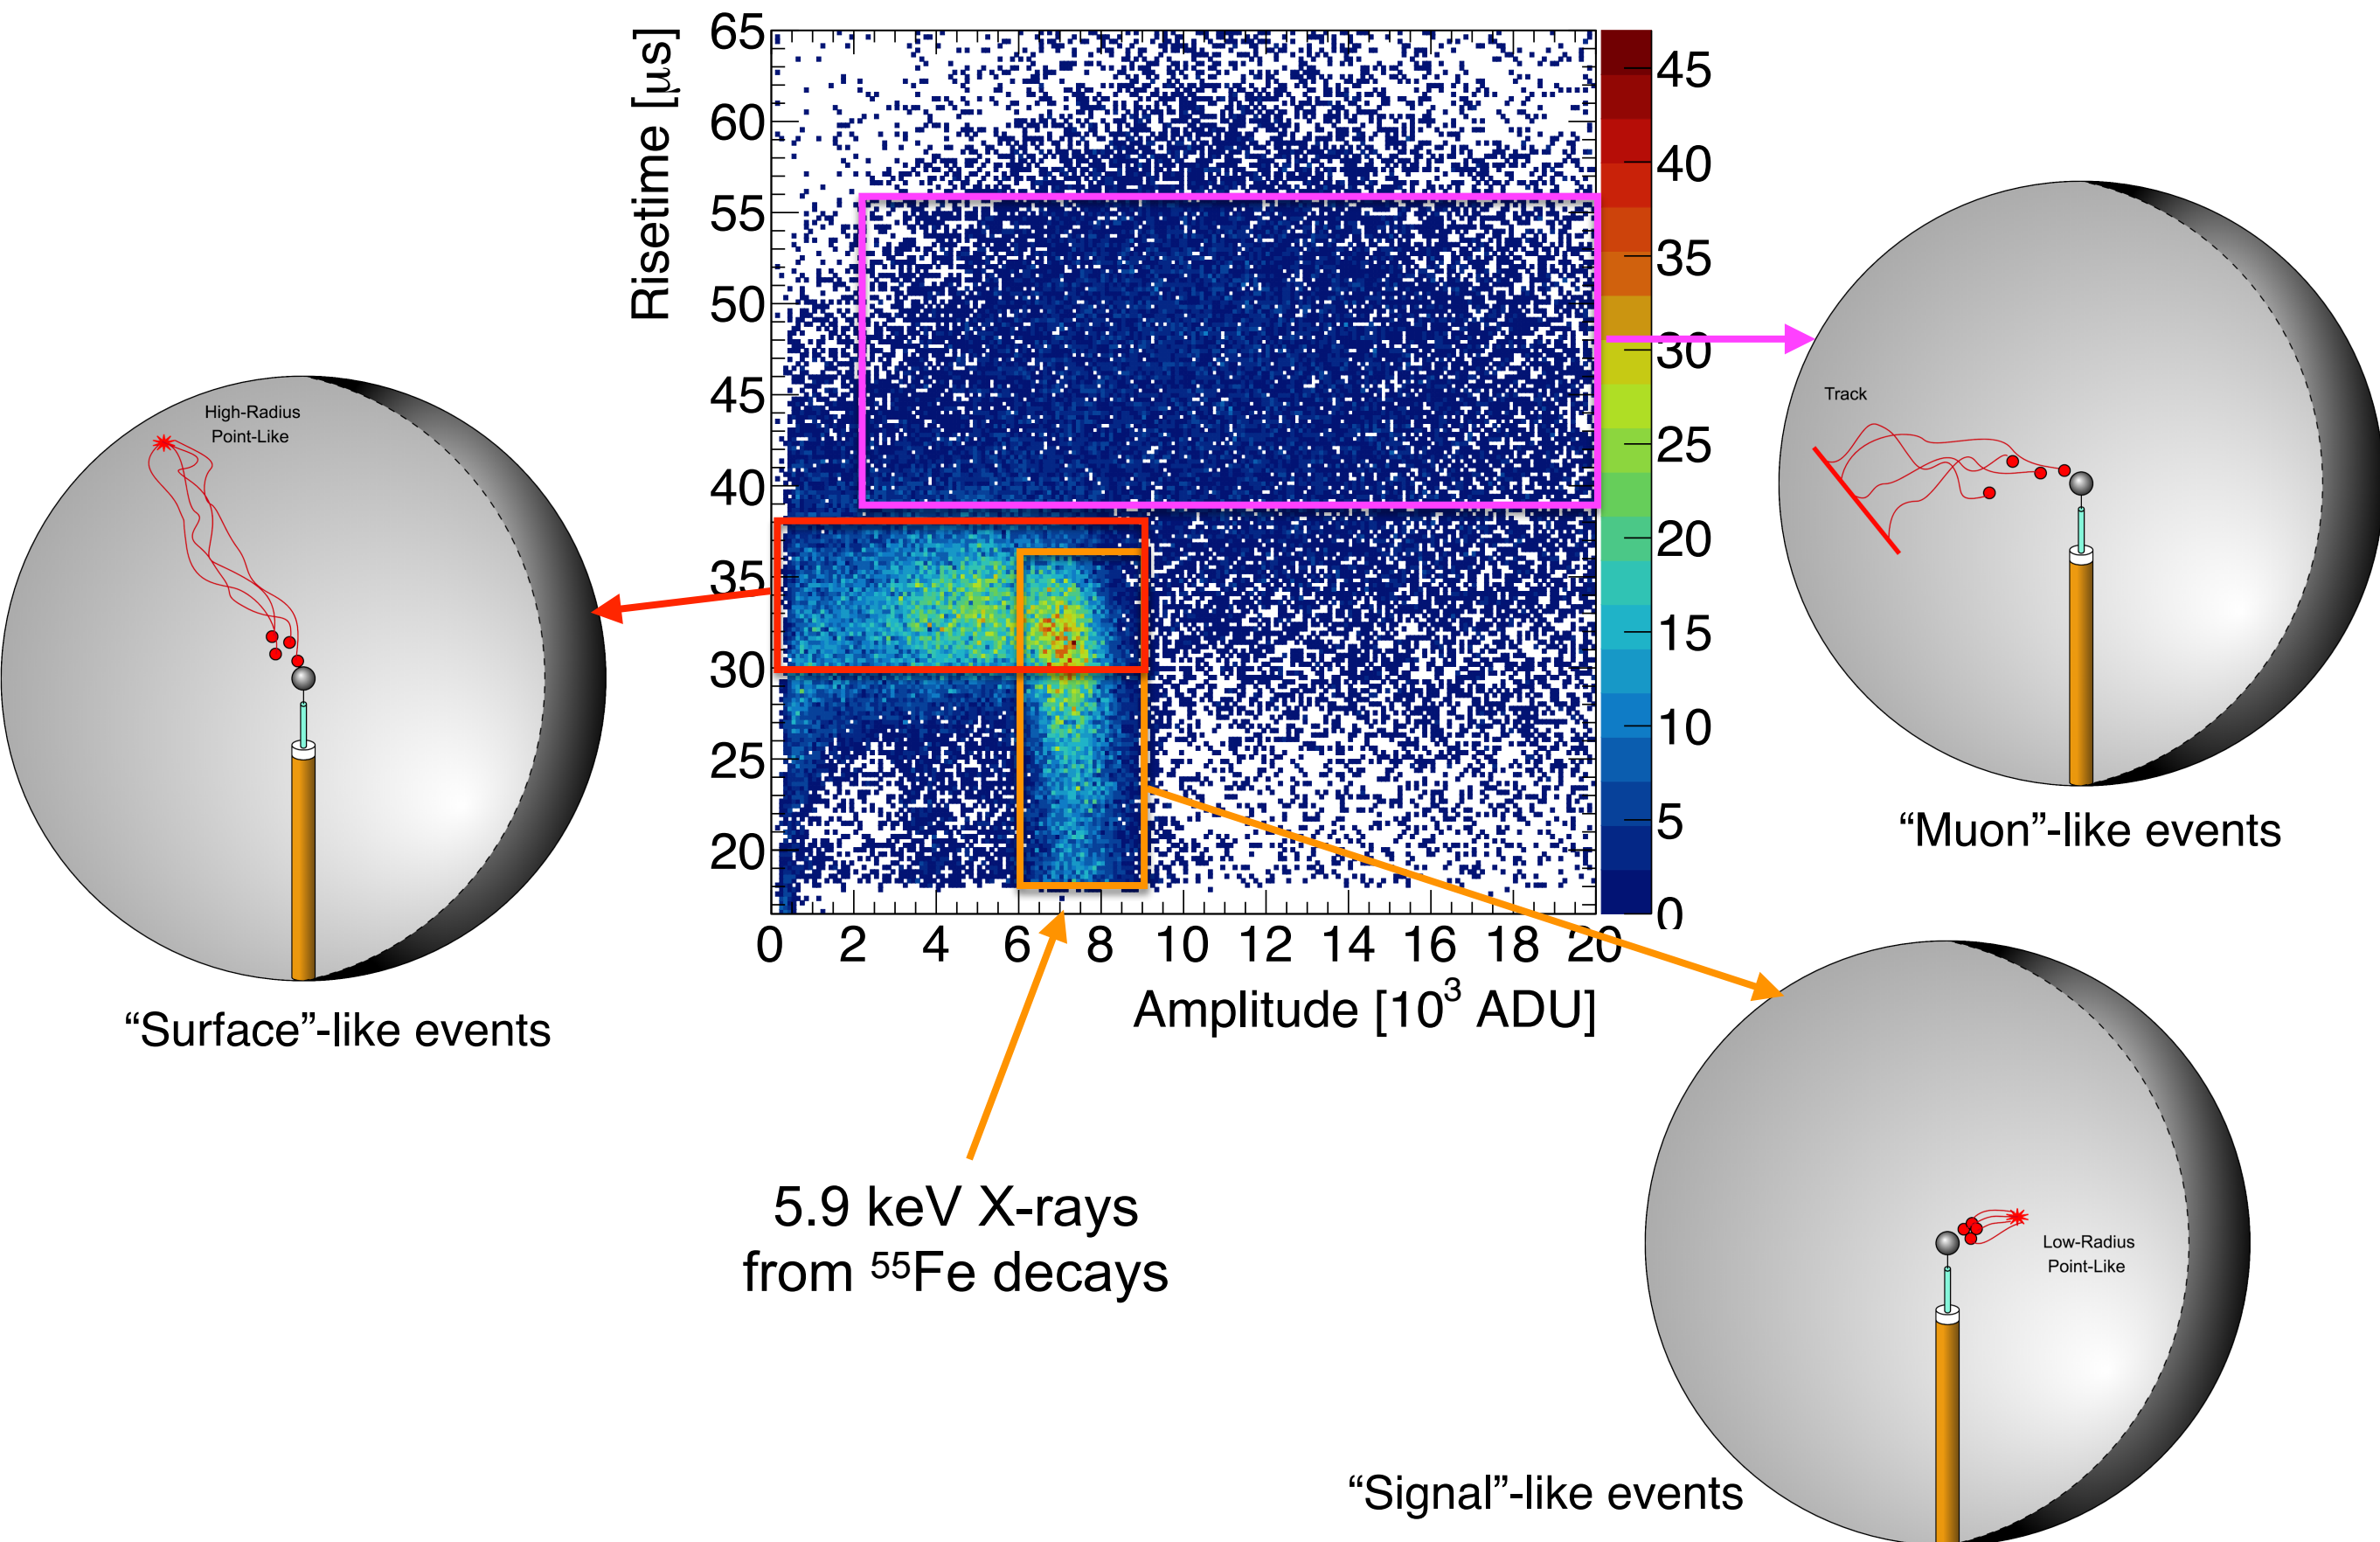 Risetime [μs]
65
60
55
50
45
40
35
30
25
20
0 2 4 6 8 10 12 14 16 18 20
Amplitude [10³ ADU]
45
40
35
30
25
20
15
10
5
0
High-Radius
Point-Like
“Surface”-like events
Track
“Muon”-like events
5.9 keV X-rays
from ⁵⁵Fe decays
Low-Radius
Point-Like
“Signal”-like events